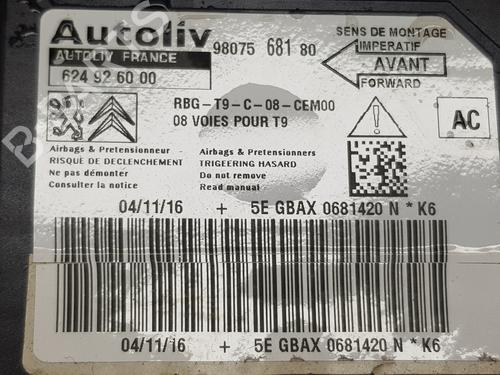 Autoliv
AUTOLIV FRANCE
624 92 60 00
98075 681 80
SENS DE MONTAGE
IMPERATIF
AVANT
FORWARD
RBG-T9-C-08-CEM00
08 VOIES POUR T9
AC
Airbags & Pretensionneur
RISQUE DE DECLENCHEMENT
Ne pas démonter
Consulter la notice
Airbags & Pretensionners
TRIGEERING HASARD
Do not remove
Read manual
04/11/16 + 5E GBAX 0681420 N * K6
04/11/16 + 5E GBAX 0681420 N * K6